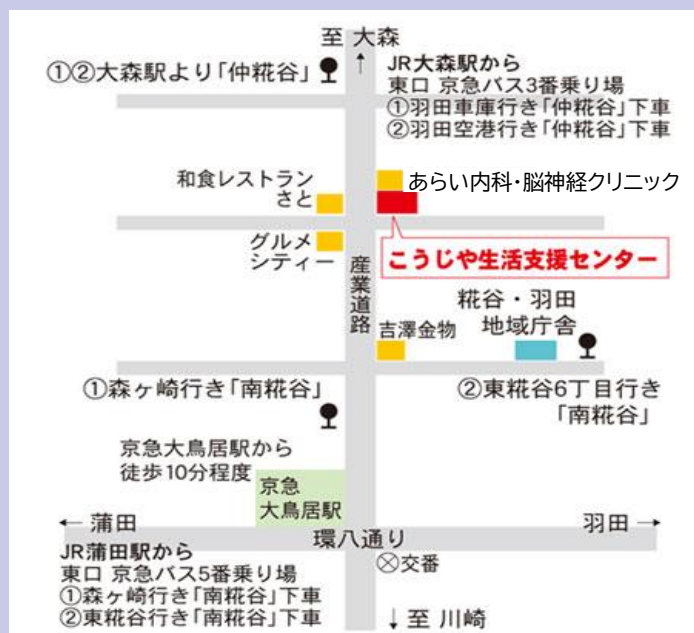 至 大森
①②大森駅より「仲糀谷」
JR大森駅から
東口 京急バス3番乗り場
①羽田車庫行き「仲糀谷」下車
②羽田空港行き「仲糀谷」下車
和食レストラン
さと
あらい内科・脳神経クリニック
グルメ
シティー
こうじや生活支援センター
産業道路
糀谷・羽田
地域庁舎
吉澤金物
①森ヶ崎行き「南糀谷」
②東糀谷6丁目行き
「南糀谷」
京急大鳥居駅から
徒歩10分程度
京急
大鳥居駅
←蒲田
羽田→
環八通り
JR蒲田駅から
東口 京急バス5番乗り場
①森ヶ崎行き「南糀谷」下車
②東糀谷行き「南糀谷」下車
交番
↓至 川崎